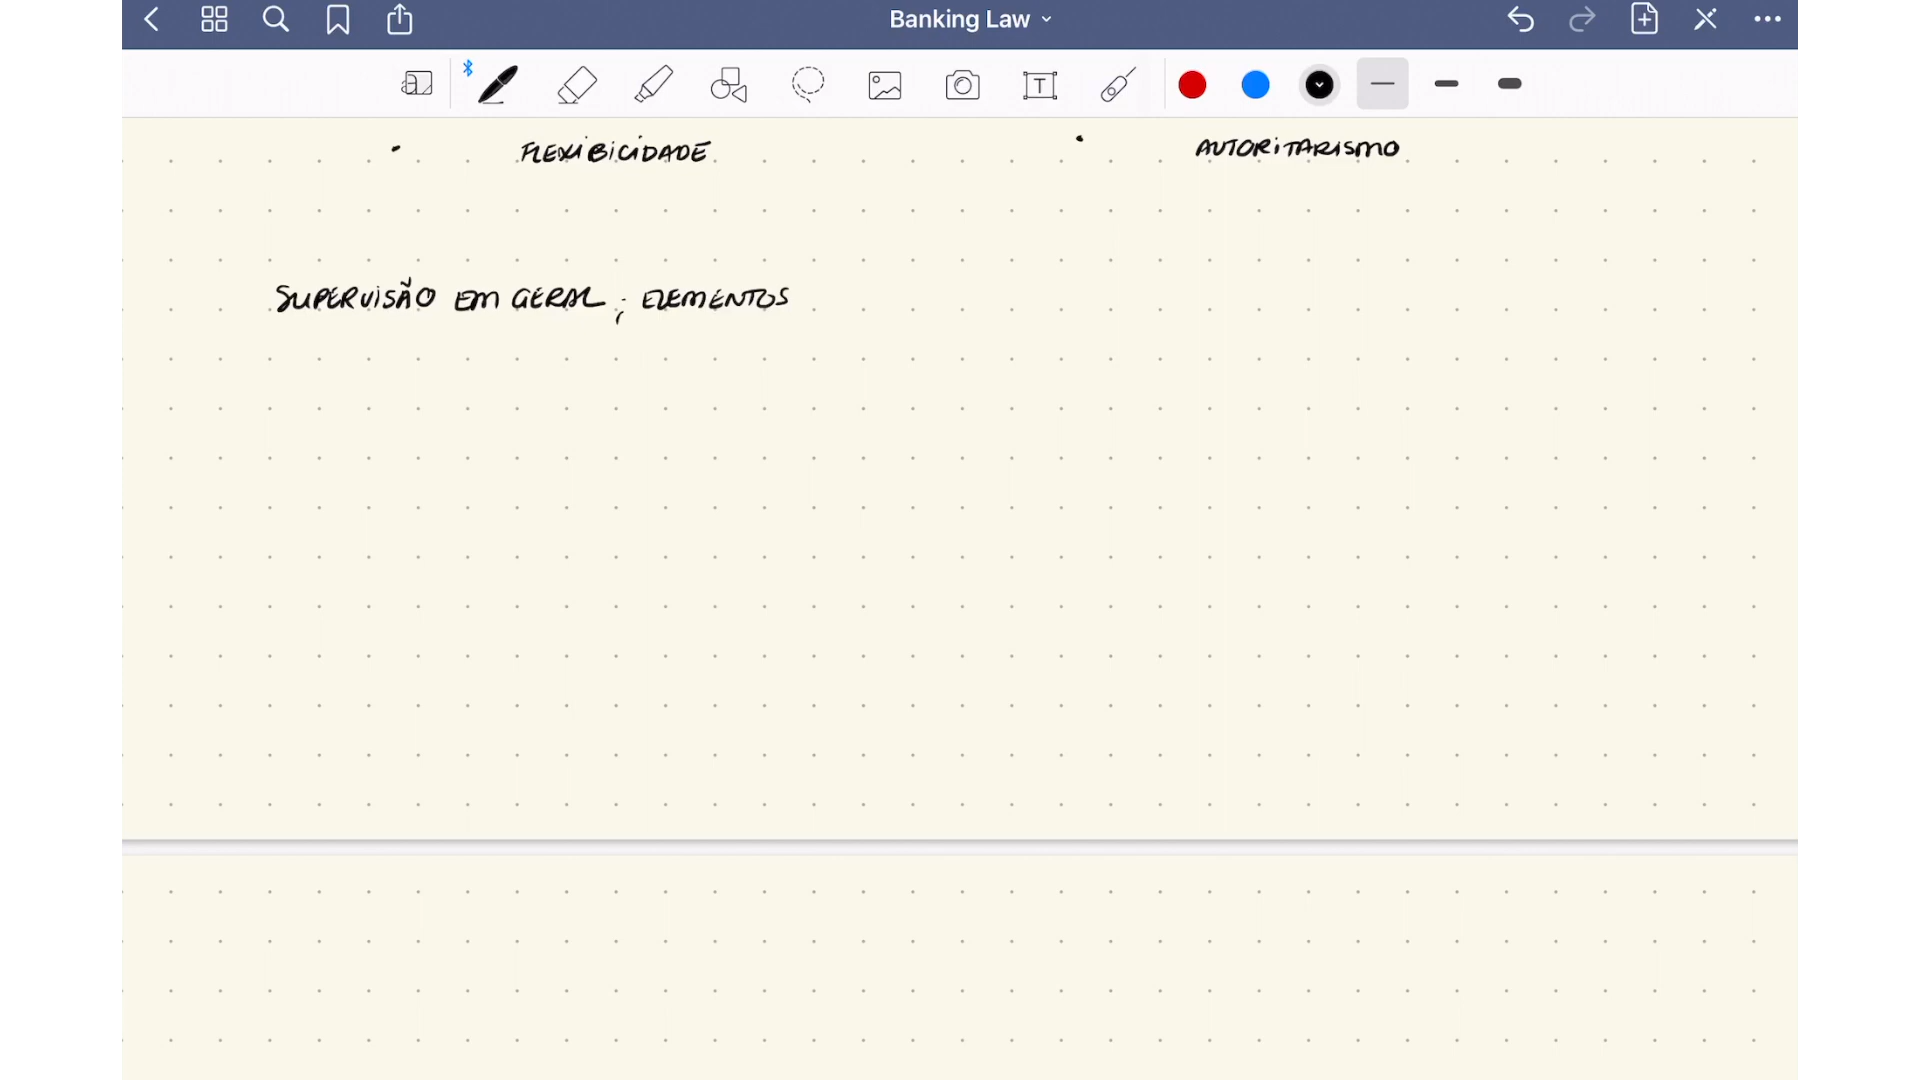 Banking Law
FLEXIBILIDADE
AUTORITARISMO
SUPERVISÃO EM GERAL; ELEMENTOS